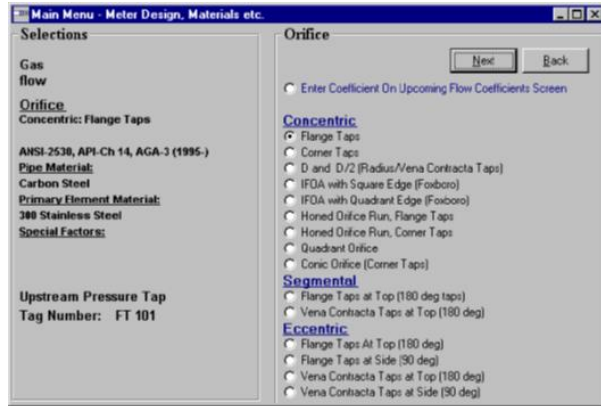 Main Menu - Meter Design, Materials etc.
Selections
Gas
flow
Orifice
Concentric: Flange Taps
ANSI-2530, API-Ch 14, AGA-3 (1995-)
Pipe Material:
Carbon Steel
Primary Element Material:
300 Stainless Steel
Special Factors:
Upstream Pressure Tap
Tag Number: FT 101
Orifice
Next Back
Enter Coefficient On Upcoming Flow Coefficients Screen
Concentric
Flange Taps
Corner Taps
D and D/2 (Radius/Vena Contracta Taps)
IFOA with Square Edge (Foxboro)
IFOA with Quadrant Edge (Foxboro)
Honed Orifice Run, Flange Taps
Honed Orifice Run, Corner Taps
Quadrant Orifice
Conic Orifice (Corner Taps)
Segmental
Flange Taps at Top (180 deg taps)
Vena Contracta Taps at Top (180 deg)
Eccentric
Flange Taps At Top (180 deg)
Flange Taps at Side (90 deg)
Vena Contracta Taps at Top (180 deg)
Vena Contracta Taps at Side (90 deg)